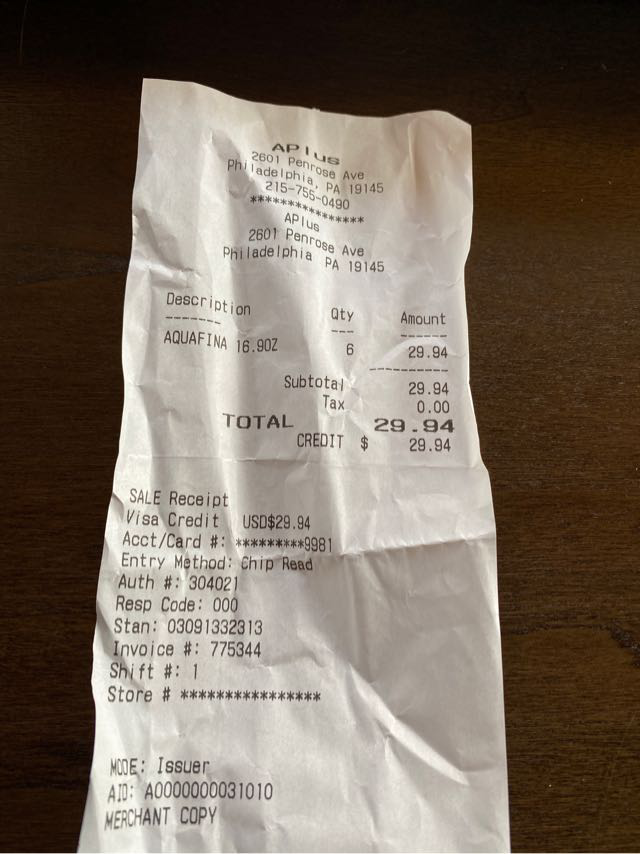 APlus
2601 Penrose Ave
Philadelphia, PA 19145
215-755-0490
****************
APlus
2601 Penrose Ave
Philadelphia PA 19145
Description Qty Amount
------- --- ------
AQUAFINA 16.9OZ 6 29.94
----------
Subtotal 29.94
Tax 0.00
TOTAL 29.94
CREDIT $ 29.94
SALE Receipt
Visa Credit USD$29.94
Acct/Card #: *********9981
Entry Method: Chip Read
Auth #: 304021
Resp Code: 000
Stan: 03091332313
Invoice #: 775344
Shift #: 1
Store # ****************
MODE: Issuer
AID: A0000000031010
MERCHANT COPY